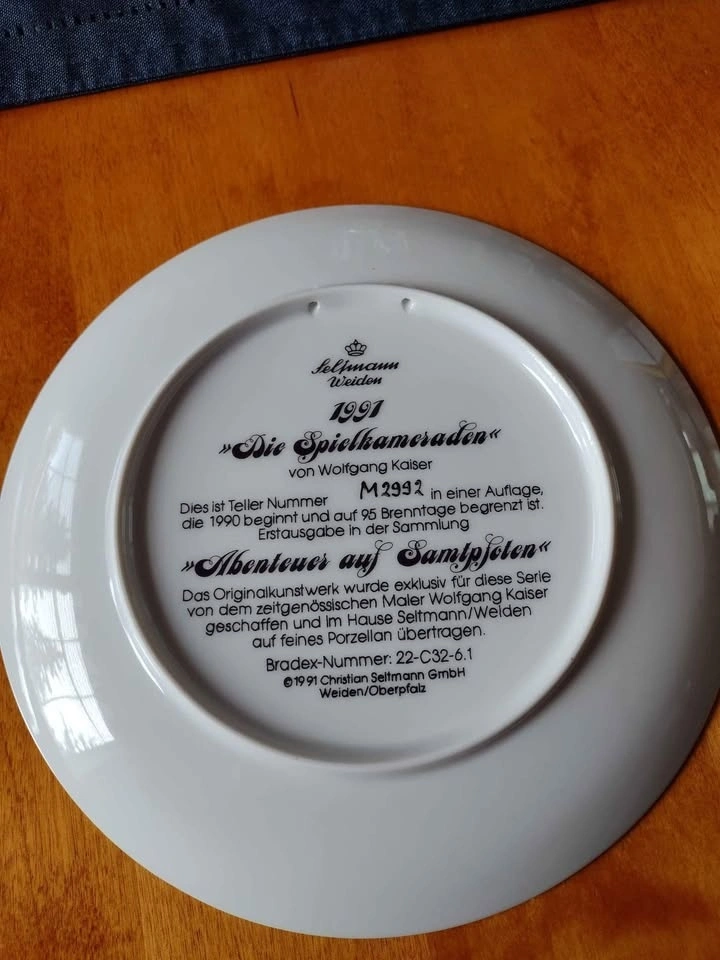 Seltmann
Weiden
1991
»Die Spielkameraden«
von Wolfgang Kaiser
Dies ist Teller Nummer M2992 in einer Auflage,
die 1990 beginnt und auf 95 Brenntage begrenzt ist.
Erstausgabe in der Sammlung
»Abenteuer auf Samtpfoten«
Das Originalkunstwerk wurde exklusiv für diese Serie
von dem zeitgenössischen Maler Wolfgang Kaiser
geschaffen und im Hause Seltmann/Weiden
auf feines Porzellan übertragen.
Bradex-Nummer: 22-C32-6.1
©1991 Christian Seltmann GmbH
Weiden/Oberpfalz